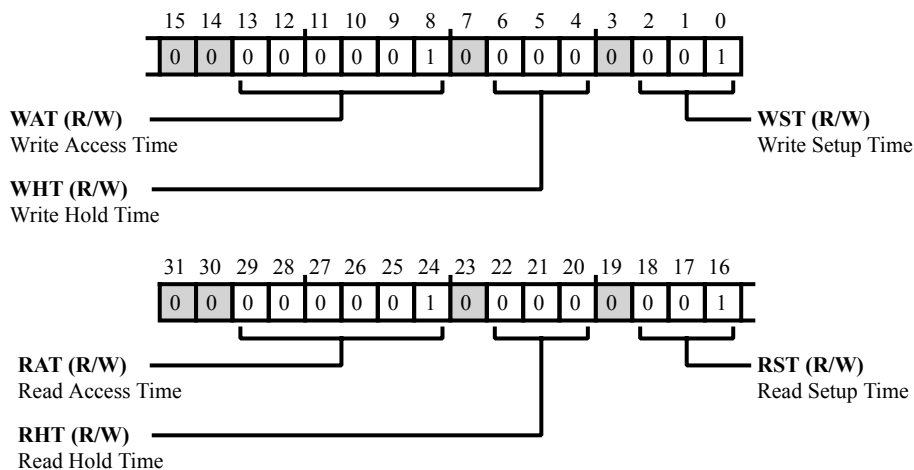 15 14 13 12 11 10 9 8 7 6 5 4 3 2 1 0
0 0 0 0 0 0 0 1 0 0 0 0 0 0 0 1
WAT (R/W)
Write Access Time
WST (R/W)
Write Setup Time
WHT (R/W)
Write Hold Time
31 30 29 28 27 26 25 24 23 22 21 20 19 18 17 16
0 0 0 0 0 0 0 1 0 0 0 0 0 0 0 1
RAT (R/W)
Read Access Time
RST (R/W)
Read Setup Time
RHT (R/W)
Read Hold Time